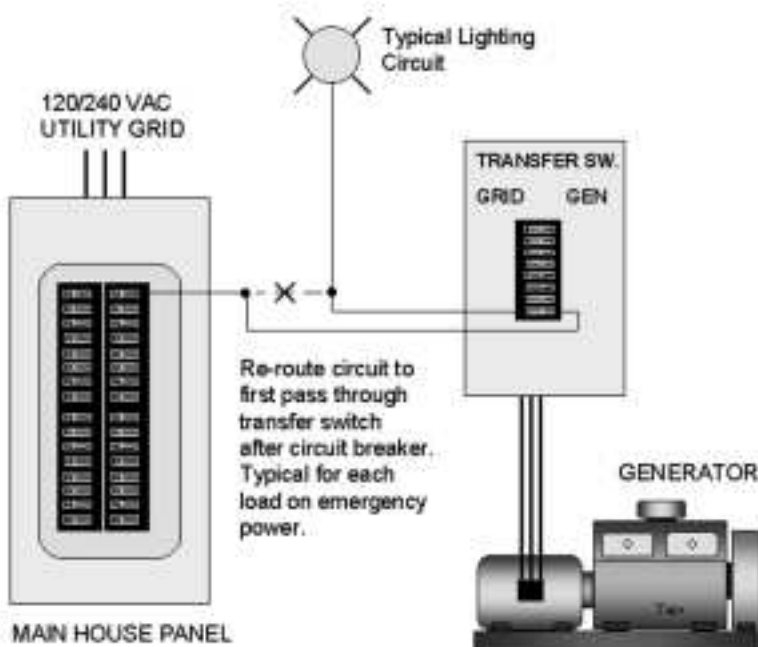 Typical Lighting
Circuit
120/240 VAC
UTILITY GRID
TRANSFER SW.
GRID GEN
Re-route circuit to
first pass through
transfer switch
after circuit breaker.
Typical for each
load on emergency
power.
GENERATOR
MAIN HOUSE PANEL